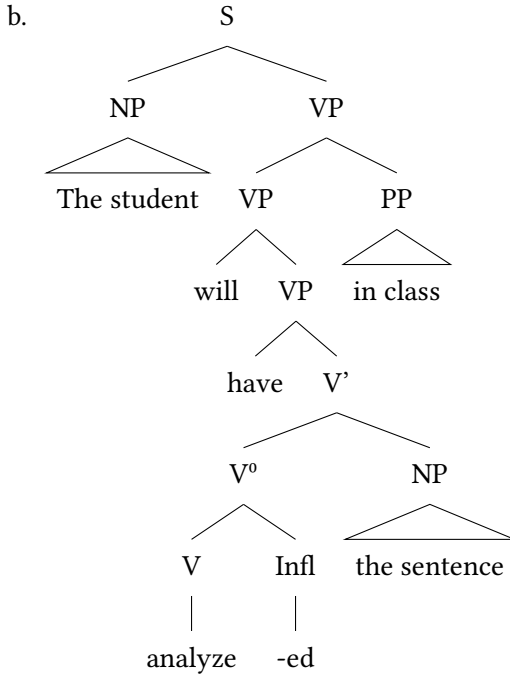 b. S
NP VP
The student VP PP
will VP in class
have V’
V⁰ NP
V Infl the sentence
analyze -ed